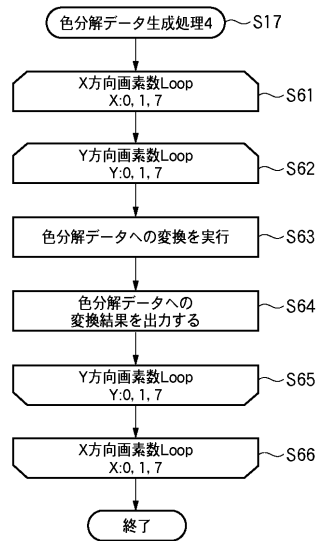 色分解データ生成処理4
S17
X方向画素数Loop
X:0, 1, 7
S61
Y方向画素数Loop
Y:0, 1, 7
S62
色分解データへの変換を実行
S63
色分解データへの
変換結果を出力する
S64
Y方向画素数Loop
Y:0, 1, 7
S65
X方向画素数Loop
X:0, 1, 7
S66
終了